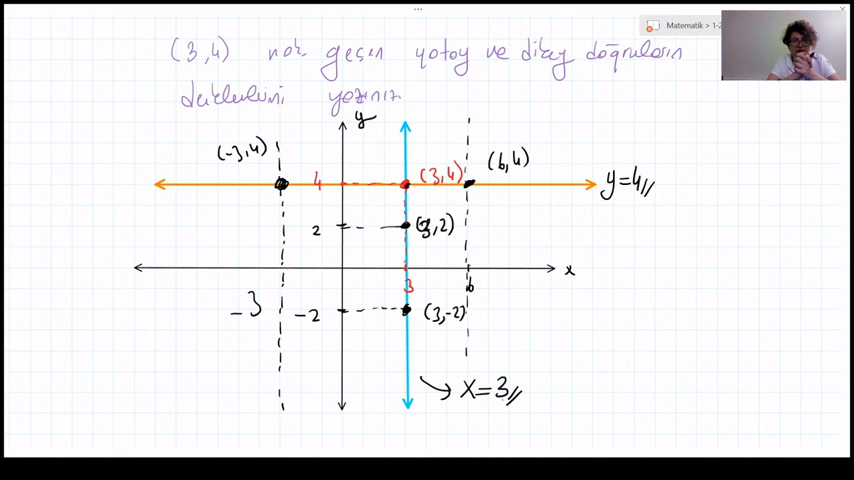 Matematik > 1-2
(3,4) nok. geçen yatay ve dikey doğruların
denklemlerini yazınız
y
(-3,4)
4
(3,4)
(6,4)
y=4//
2
(3,2)
x
3
6
-3
-2
(3,-2)
x=3//